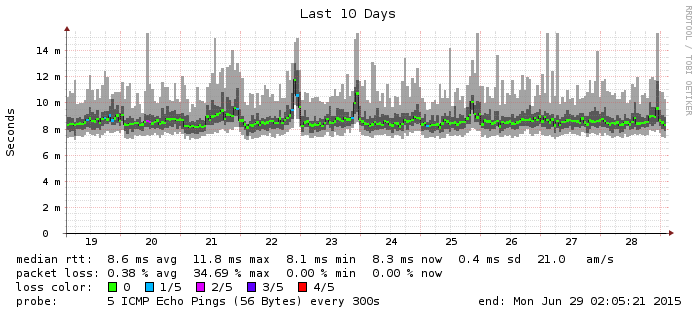 Last 10 Days
RRDTOOL / TOBI OETIKER
Seconds
14 m
12 m
10 m
8 m
6 m
4 m
2 m
0
19 20 21 22 23 24 25 26 27 28
median rtt: 8.6 ms avg 11.8 ms max 8.1 ms min 8.3 ms now 0.4 ms sd 21.0 am/s
packet loss: 0.38 % avg 34.69 % max 0.00 % min 0.00 % now
loss color: 0 1/5 2/5 3/5 4/5
probe: 5 ICMP Echo Pings (56 Bytes) every 300s end: Mon Jun 29 02:05:21 2015